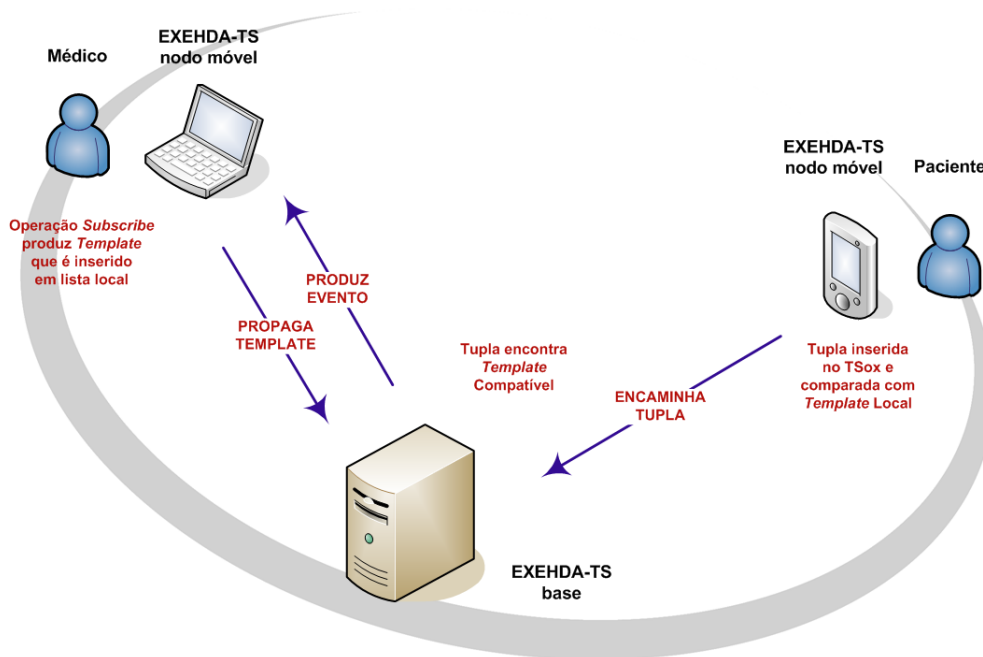 Médico
EXEHDA-TS
nodo móvel
Operação Subscribe
produz Template
que é inserido
em lista local
PRODUZ
EVENTO
PROPAGA
TEMPLATE
Tupla encontra
Template
Compatível
ENCAMINHA
TUPLA
EXEHDA-TS
nodo móvel
Paciente
Tupla inserida
no TSox e
comparada com
Template Local
EXEHDA-TS
base